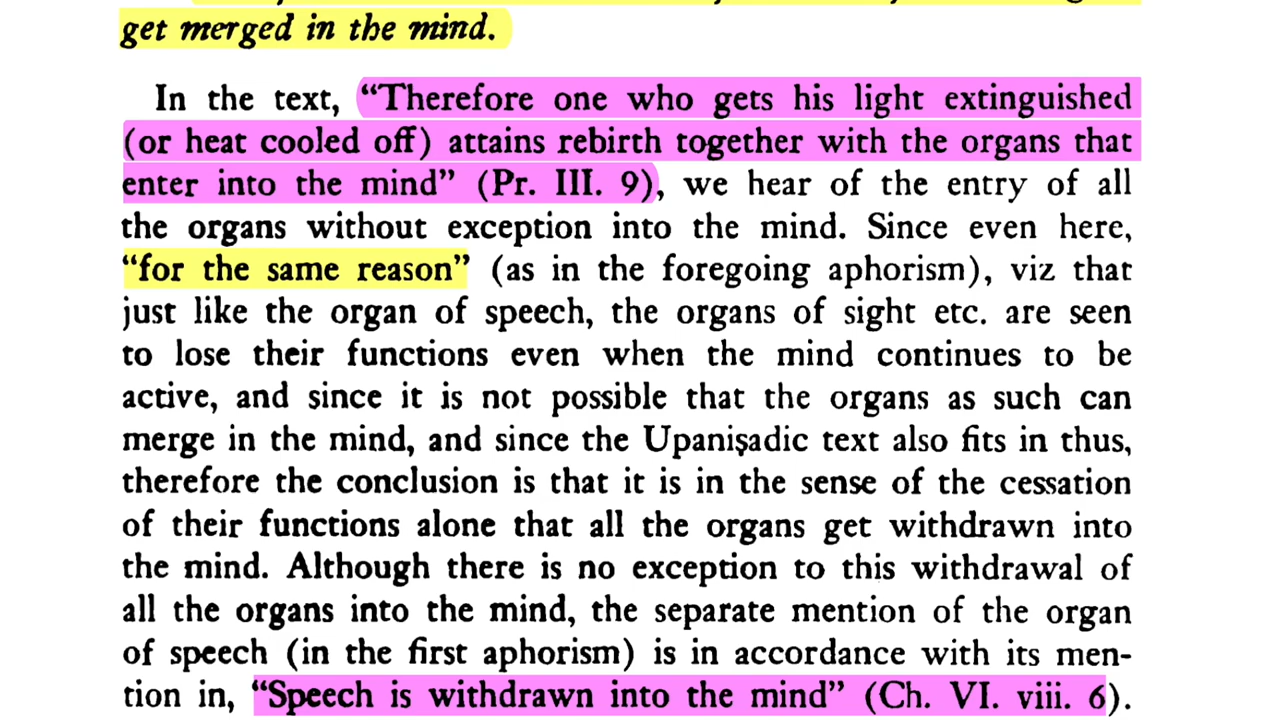 get merged in the mind.
In the text, “Therefore one who gets his light extinguished
(or heat cooled off) attains rebirth together with the organs that
enter into the mind” (Pr. III. 9), we hear of the entry of all
the organs without exception into the mind. Since even here,
“for the same reason” (as in the foregoing aphorism), viz that
just like the organ of speech, the organs of sight etc. are seen
to lose their functions even when the mind continues to be
active, and since it is not possible that the organs as such can
merge in the mind, and since the Upaniṣadic text also fits in thus,
therefore the conclusion is that it is in the sense of the cessation
of their functions alone that all the organs get withdrawn into
the mind. Although there is no exception to this withdrawal of
all the organs into the mind, the separate mention of the organ
of speech (in the first aphorism) is in accordance with its men-
tion in, “Speech is withdrawn into the mind” (Ch. VI. viii. 6).